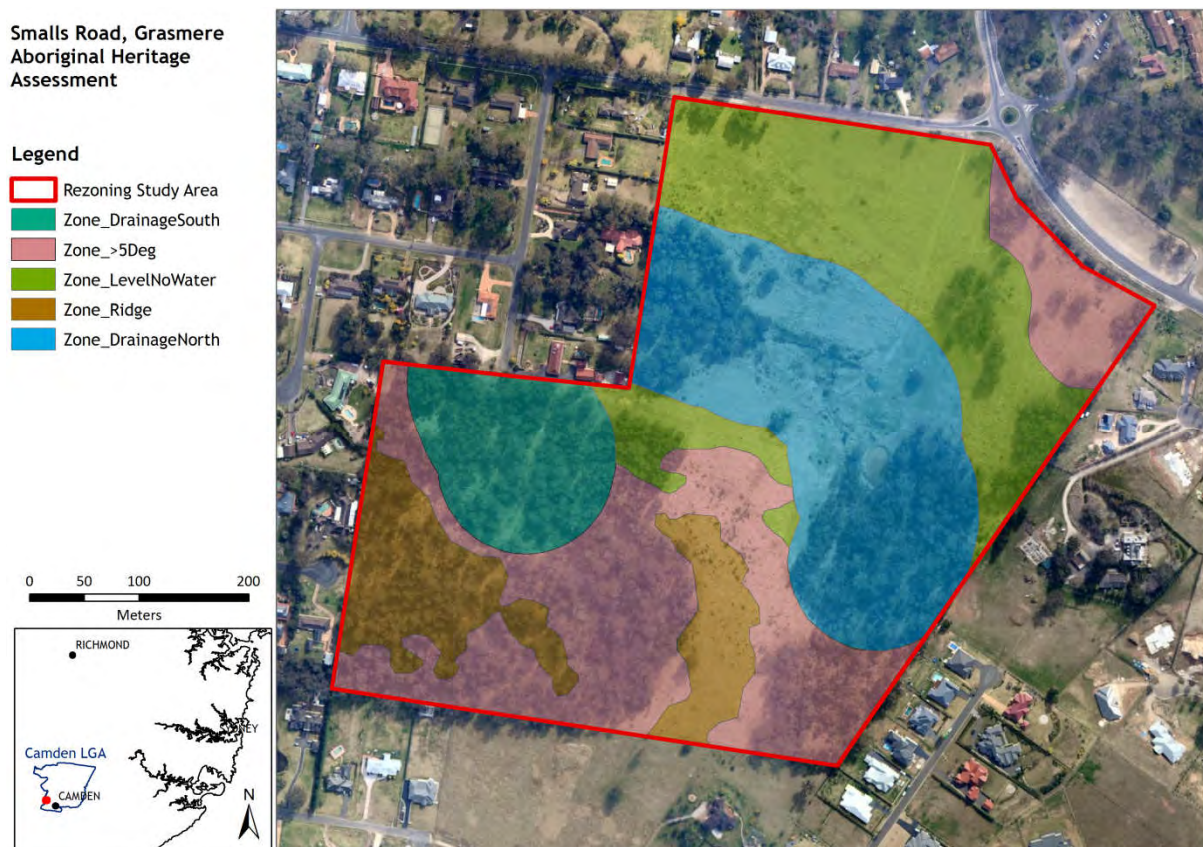 Smalls Road, Grasmere
Aboriginal Heritage
Assessment
Legend
Rezoning Study Area
Zone_DrainageSouth
Zone_>5Deg
Zone_LevelNoWater
Zone_Ridge
Zone_DrainageNorth
0 50 100 200
Meters
RICHMOND
Camden LGA
CAMDEN
N